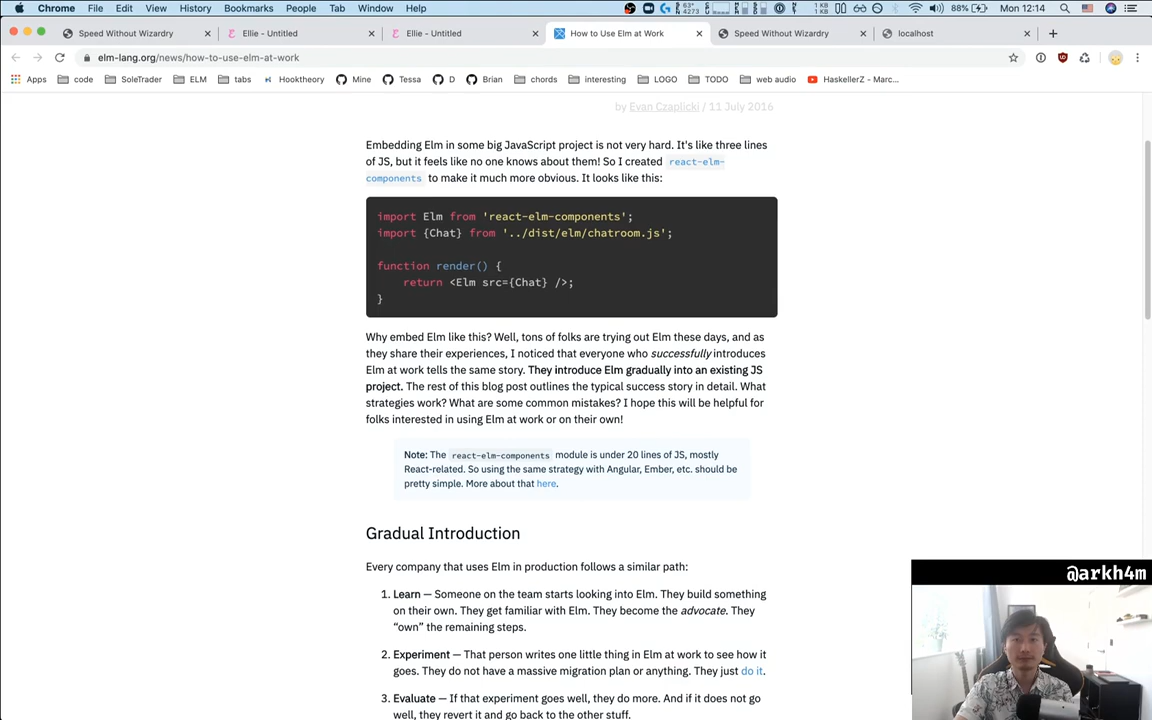 Chrome File Edit View History Bookmarks People Tab Window Help 63° 4273 1 KB 0 KB 88% Mon 12:14
Speed Without Wizardry Ellie - Untitled Ellie - Untitled How to Use Elm at Work Speed Without Wizardry localhost
elm-lang.org/news/how-to-use-elm-at-work
Apps code SoleTrader ELM tabs Hooktheory Mine Tessa D Brian chords interesting LOGO TODO web audio HaskellerZ - Marc...
by Evan Czaplicki / 11 July 2016
Embedding Elm in some big JavaScript project is not very hard. It's like three lines
of JS, but it feels like no one knows about them! So I created react-elm-
components to make it much more obvious. It looks like this:
import Elm from 'react-elm-components';
import {Chat} from '../dist/elm/chatroom.js';
function render() {
return <Elm src={Chat} />;
}
Why embed Elm like this? Well, tons of folks are trying out Elm these days, and as
they share their experiences, I noticed that everyone who successfully introduces
Elm at work tells the same story. They introduce Elm gradually into an existing JS
project. The rest of this blog post outlines the typical success story in detail. What
strategies work? What are some common mistakes? I hope this will be helpful for
folks interested in using Elm at work or on their own!
Note: The react-elm-components module is under 20 lines of JS, mostly
React-related. So using the same strategy with Angular, Ember, etc. should be
pretty simple. More about that here.
Gradual Introduction
Every company that uses Elm in production follows a similar path:
1. Learn — Someone on the team starts looking into Elm. They build something
on their own. They get familiar with Elm. They become the advocate. They
“own” the remaining steps.
2. Experiment — That person writes one little thing in Elm at work to see how it
goes. They do not have a massive migration plan or anything. They just do it.
3. Evaluate — If that experiment goes well, they do more. And if it does not go
well, they revert it and go back to the other stuff.
@arkh4m